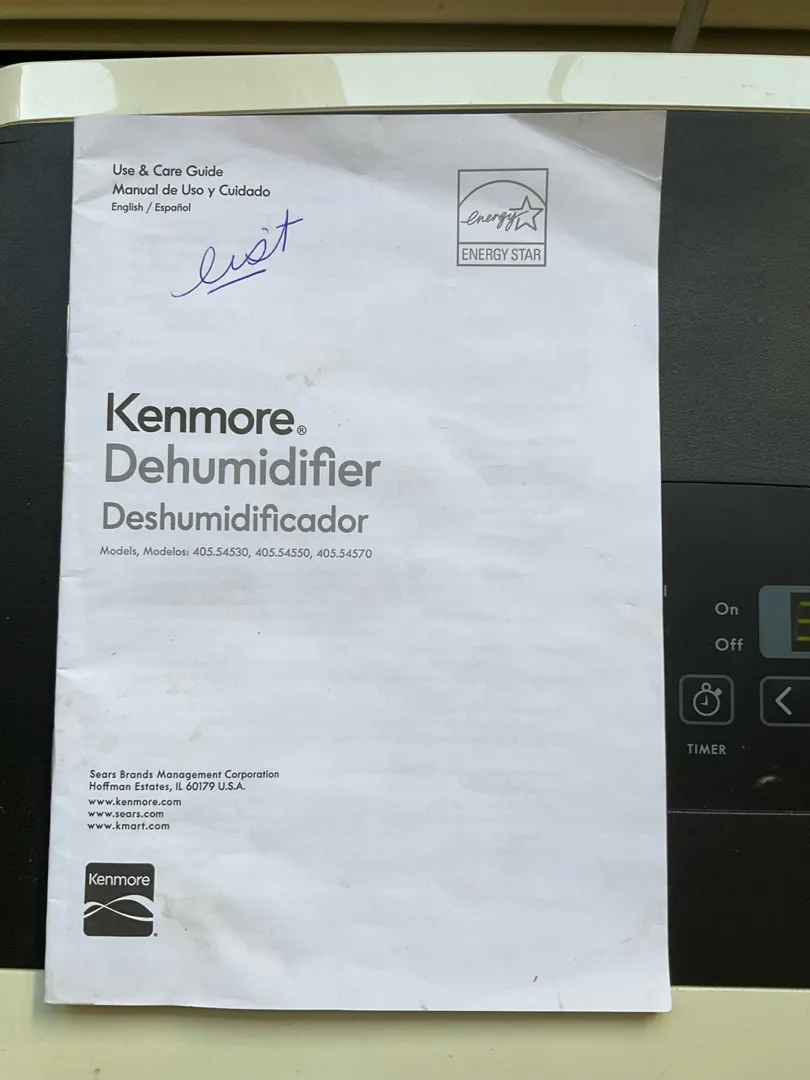 Use & Care Guide
Manual de Uso y Cuidado
English / Español
energy
ENERGY STAR
Kenmore®
Dehumidifier
Deshumidificador
Models, Modelos: 405.54530, 405.54550, 405.54570
On
Off
TIMER
Sears Brands Management Corporation
Hoffman Estates, IL 60179 U.S.A.
www.kenmore.com
www.sears.com
www.kmart.com
Kenmore